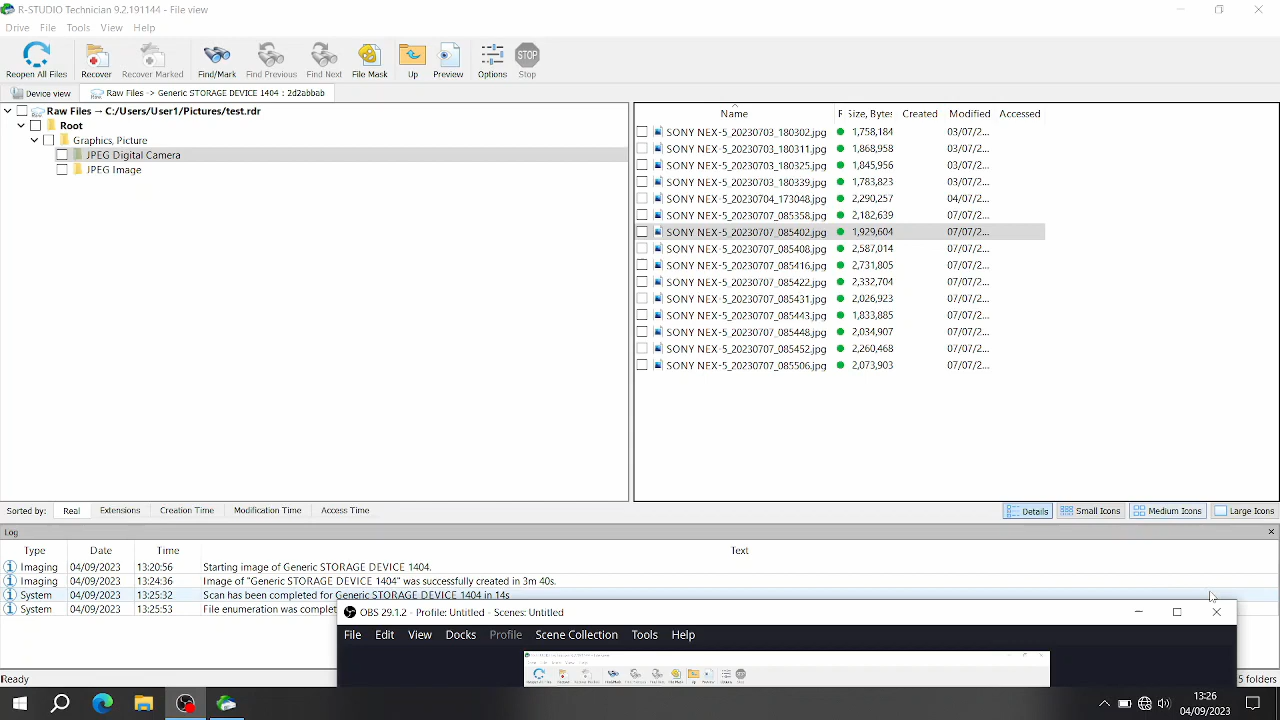 R-STUDIO Technician 9.2.191144 - File view
Drive File Tools View Help
Reopen All Files Recover Recover Marked Find/Mark Find Previous Find Next File Mask Up Preview Options STOP Stop
Device view Raw Files -> Generic STORAGE DEVICE 1404 : 2d2abbab
Raw Files -> C:/Users/User1/Pictures/test.rdr
Root
Graphics, Picture
JPEG Digital Camera
JPEG Image
Name R Size, Bytes Created Modified Accessed
SONY NEX-5_20230703_180302.jpg 1,758,184 03/07/2...
SONY NEX-5_20230703_180311.jpg 1,868,958 03/07/2...
SONY NEX-5_20230703_180325.jpg 1,845,956 03/07/2...
SONY NEX-5_20230703_180339.jpg 1,783,823 03/07/2...
SONY NEX-5_20230704_173048.jpg 2,290,257 04/07/2...
SONY NEX-5_20230707_085358.jpg 2,182,639 07/07/2...
SONY NEX-5_20230707_085402.jpg 1,929,604 07/07/2...
SONY NEX-5_20230707_085408.jpg 2,587,014 07/07/2...
SONY NEX-5_20230707_085416.jpg 2,731,805 07/07/2...
SONY NEX-5_20230707_085422.jpg 2,332,704 07/07/2...
SONY NEX-5_20230707_085431.jpg 2,026,923 07/07/2...
SONY NEX-5_20230707_085443.jpg 1,833,885 07/07/2...
SONY NEX-5_20230707_085448.jpg 2,034,907 07/07/2...
SONY NEX-5_20230707_085452.jpg 2,260,468 07/07/2...
SONY NEX-5_20230707_085506.jpg 2,073,903 07/07/2...
Sorted by: Real Extensions Creation Time Modification Time Access Time
Details Small Icons Medium Icons Large Icons
Log
Type Date Time Text
Imaging 04/09/2023 13:20:56 Starting image of Generic STORAGE DEVICE 1404.
Imaging 04/09/2023 13:24:36 Image of "Generic STORAGE DEVICE 1404" was successfully created in 3m 40s.
System 04/09/2023 13:25:32 Scan has been completed for Generic STORAGE DEVICE 1404 in 14s
System 04/09/2023 13:25:53 File enumeration was complet
OBS 29.1.2 - Profile: Untitled - Scenes: Untitled
File Edit View Docks Profile Scene Collection Tools Help
Ready
5 folders
13:26
04/09/2023